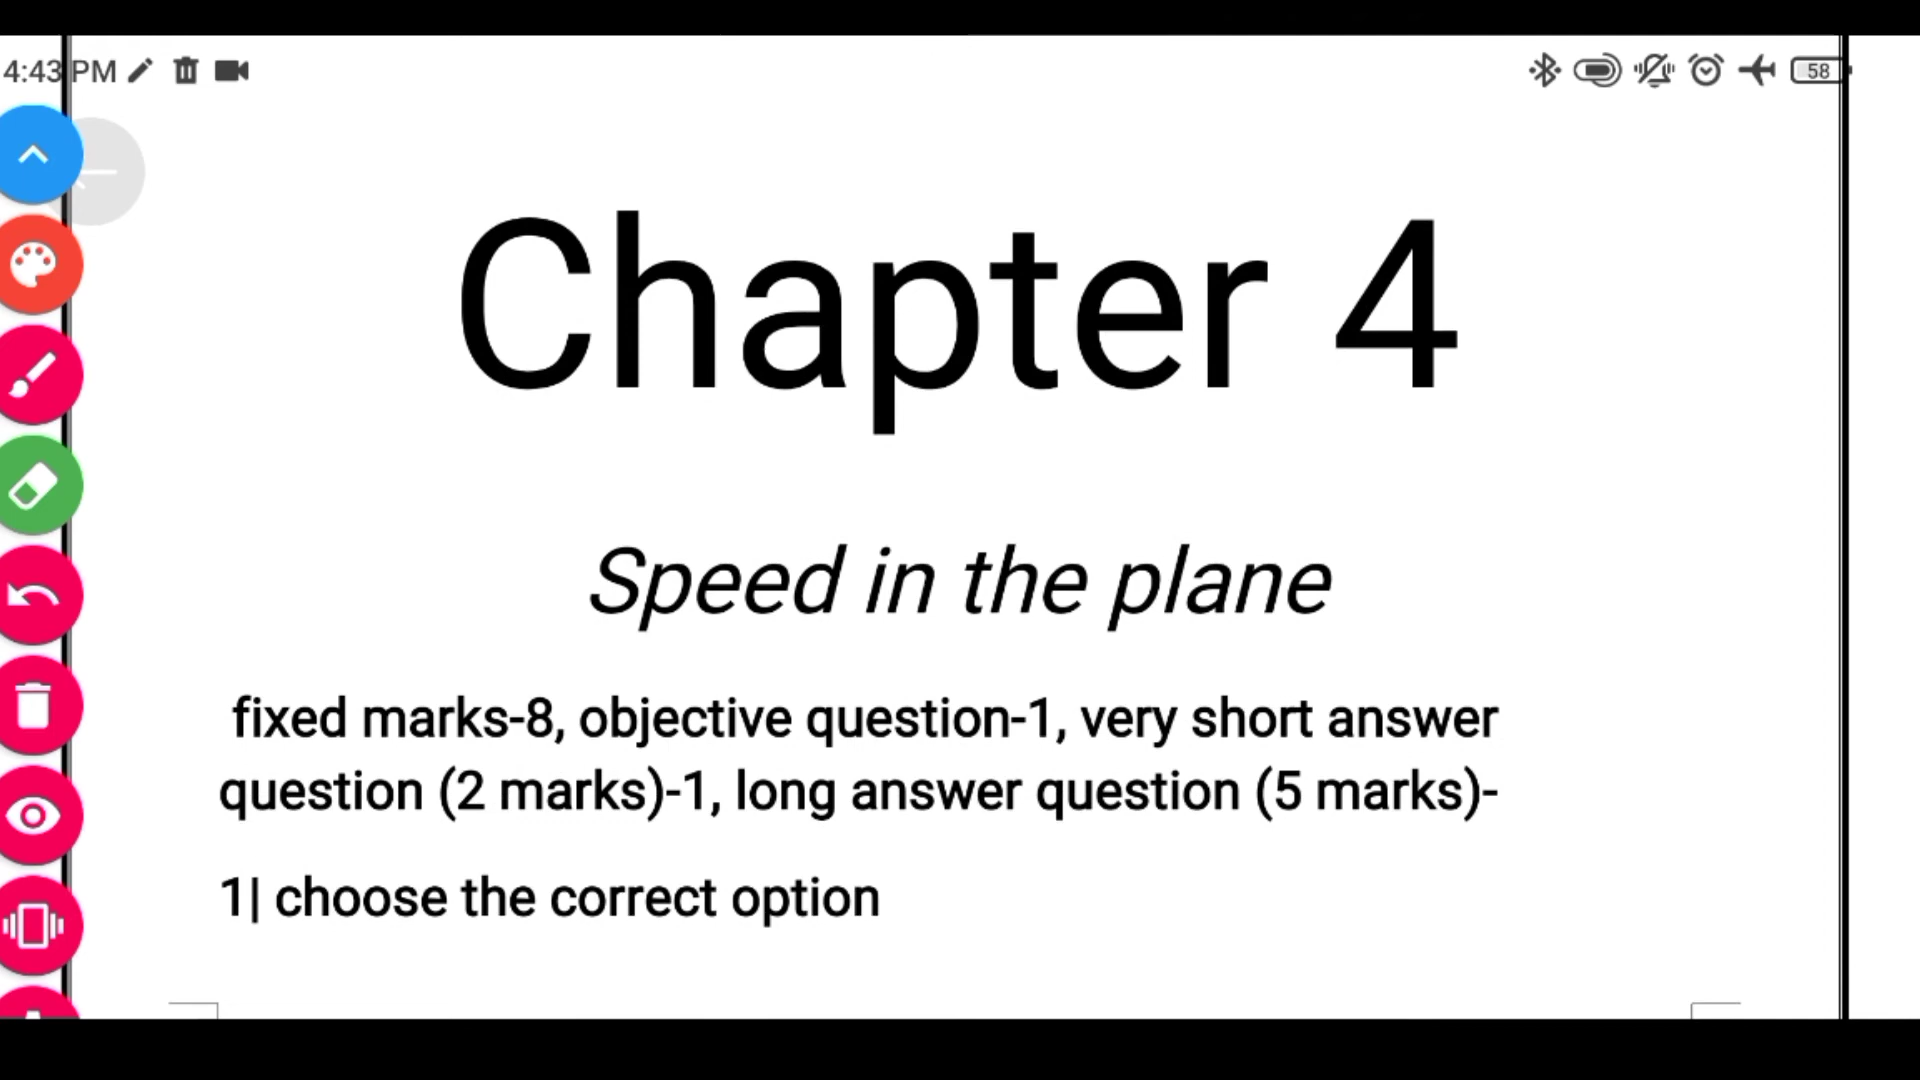 4:43 PM
58
Chapter 4
Speed in the plane
fixed marks-8, objective question-1, very short answer
question (2 marks)-1, long answer question (5 marks)-
1| choose the correct option